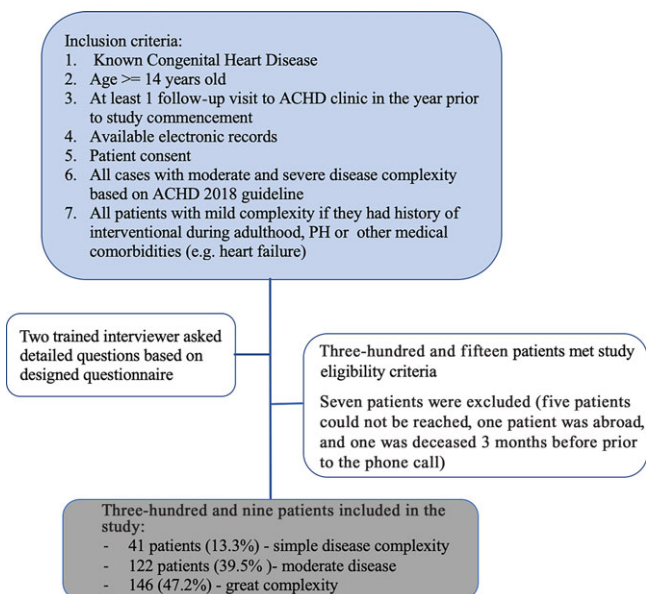 Inclusion criteria:
1. Known Congenital Heart Disease
2. Age >= 14 years old
3. At least 1 follow-up visit to ACHD clinic in the year prior
to study commencement
4. Available electronic records
5. Patient consent
6. All cases with moderate and severe disease complexity
based on ACHD 2018 guideline
7. All patients with mild complexity if they had history of
interventional during adulthood, PH or other medical
comorbidities (e.g. heart failure)
Two trained interviewer asked
detailed questions based on
designed questionnaire
Three-hundred and fifteen patients met study
eligibility criteria
Seven patients were excluded (five patients
could not be reached, one patient was abroad,
and one was deceased 3 months before prior
to the phone call)
Three-hundred and nine patients included in the
study:
- 41 patients (13.3%) - simple disease complexity
- 122 patients (39.5% )- moderate disease
- 146 (47.2%) - great complexity